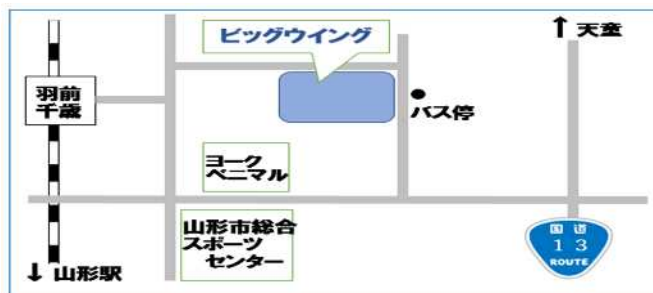 ビッグウイング
↑ 天童
羽前
千歳
バス停
ヨーク
ベニマル
山形市総合
スポーツ
センター
国道
13
ROUTE
↓ 山形駅